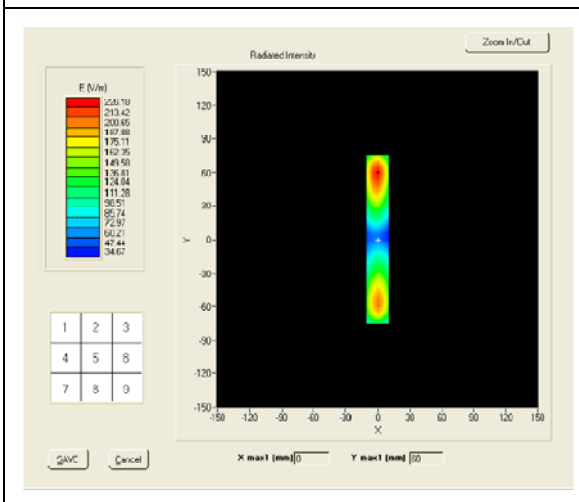 Zoom In/Out
Radiated Intensity
E (V/m)
226.18
213.42
200.65
187.88
175.11
162.35
149.58
136.81
124.04
111.28
98.51
85.74
72.97
60.21
47.44
34.67
150
120
90
60
30
0
-30
-60
-90
-120
-150
Y
-150 -120 -90 -60 -30 0 30 60 90 120 150
X
1 2 3
4 5 6
7 8 9
SAVE Cancel X max1 (mm) 0 Y max1 (mm) 60